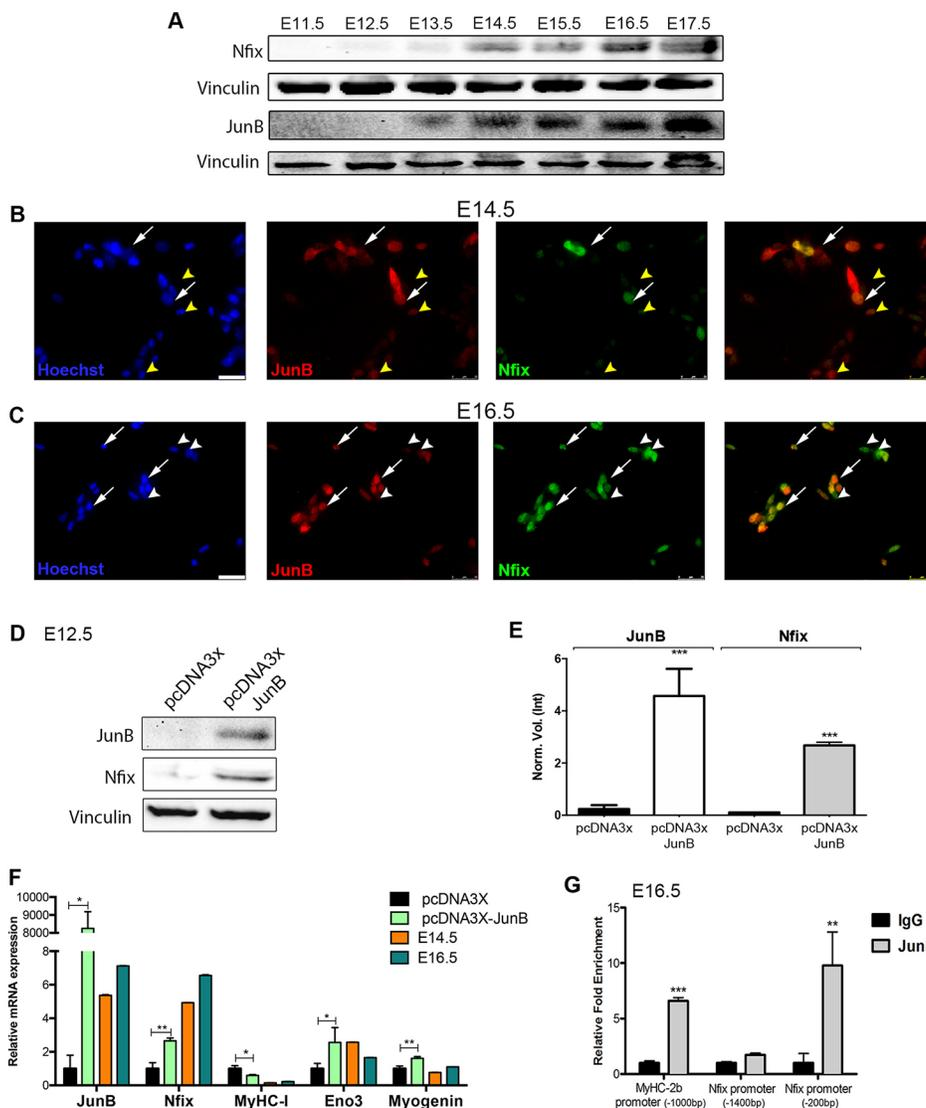 A
E11.5 E12.5 E13.5 E14.5 E15.5 E16.5 E17.5
Nfix
Vinculin
JunB
Vinculin
B
E14.5
Hoechst
JunB
Nfix
C
E16.5
Hoechst
JunB
Nfix
D E12.5
pcDNA3x
pcDNA3x
JunB
JunB
Nfix
Vinculin
E
JunB Nfix
Norm. Vol. (Int)
6
4
2
0
***
***
pcDNA3x pcDNA3x JunB pcDNA3x pcDNA3x JunB
F
Relative mRNA expression
10000
9000
8000
8
6
4
2
0
*
**
*
*
**
pcDNA3X
pcDNA3X-JunB
E14.5
E16.5
JunB Nfix MyHC-I Eno3 Myogenin
G E16.5
Relative Fold Enrichment
15
10
5
0
***
**
IgG
Jun
MyHC-2b promoter (-1000bp)
Nfix promoter (-1400bp)
Nfix promoter (-200bp)